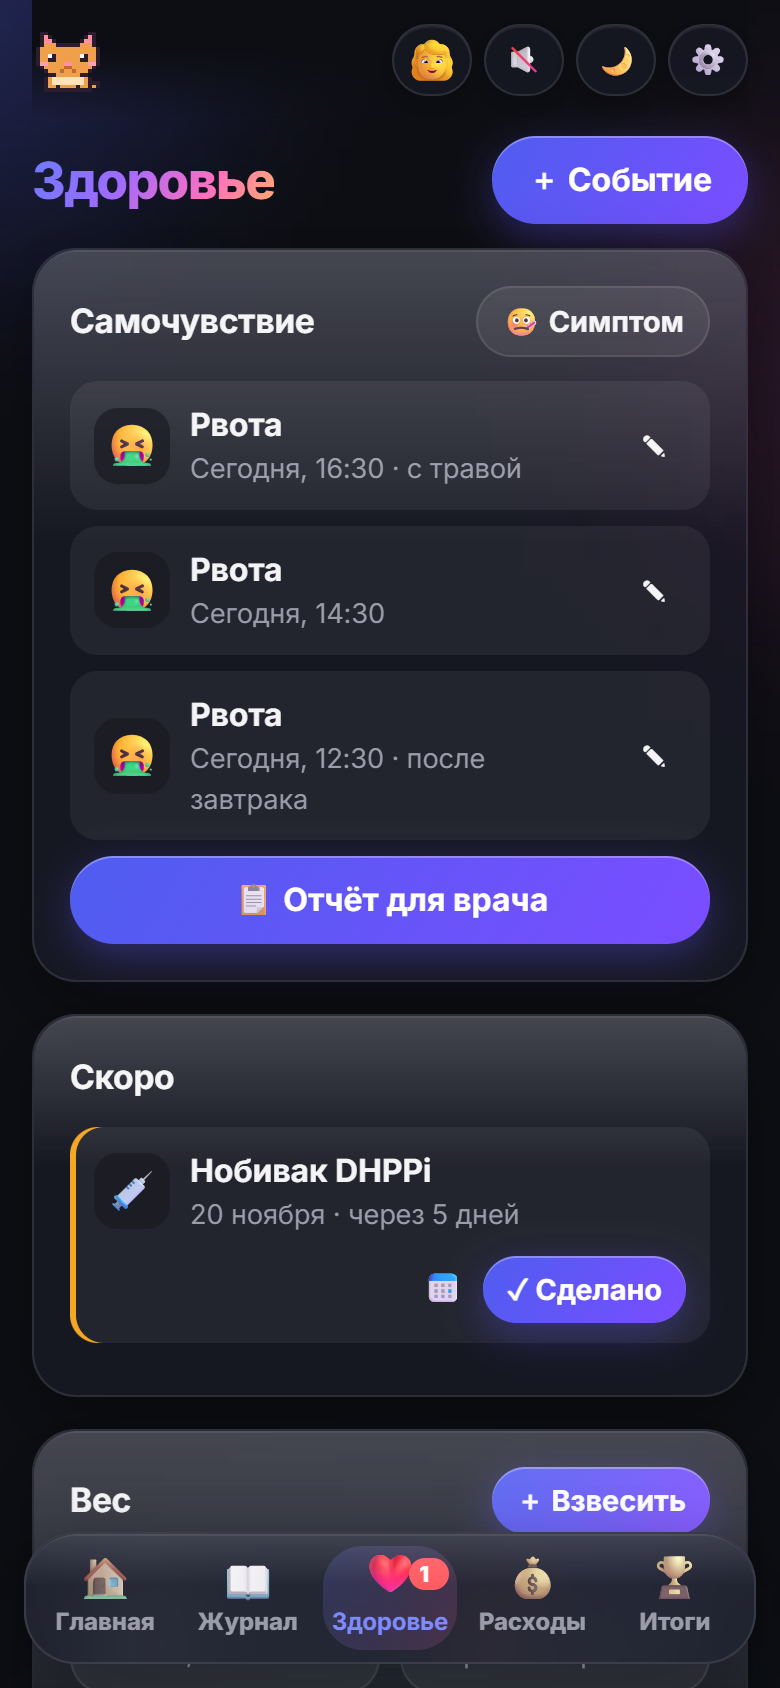 Здоровье
+ Событие
Самочувствие
Симптом
Рвота
Сегодня, 16:30 · с травой
Рвота
Сегодня, 14:30
Рвота
Сегодня, 12:30 · после
завтрака
Отчёт для врача
Скоро
Нобивак DHPPi
20 ноября · через 5 дней
✓ Сделано
Вес
+ Взвесить
1
Главная
Журнал
Здоровье
Расходы
Итоги